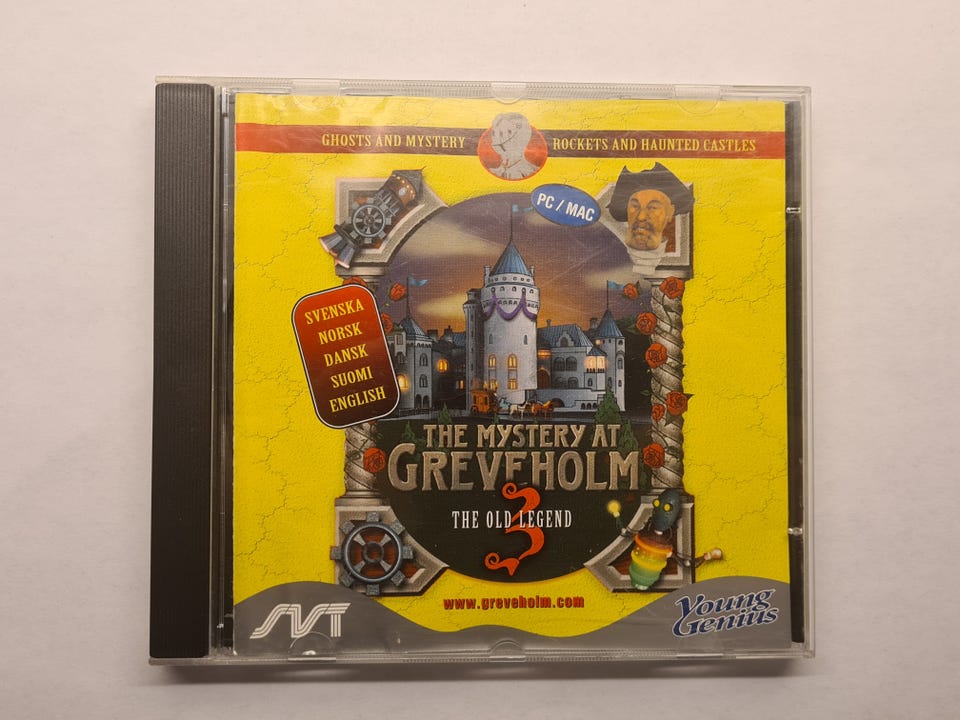 GHOSTS AND MYSTERY
ROCKETS AND HAUNTED CASTLES
PC / MAC
SVENSKA
NORSK
DANSK
SUOMI
ENGLISH
THE MYSTERY AT
GREVEHOLM
3
THE OLD LEGEND
www.greveholm.com
SVT
Young
Genius